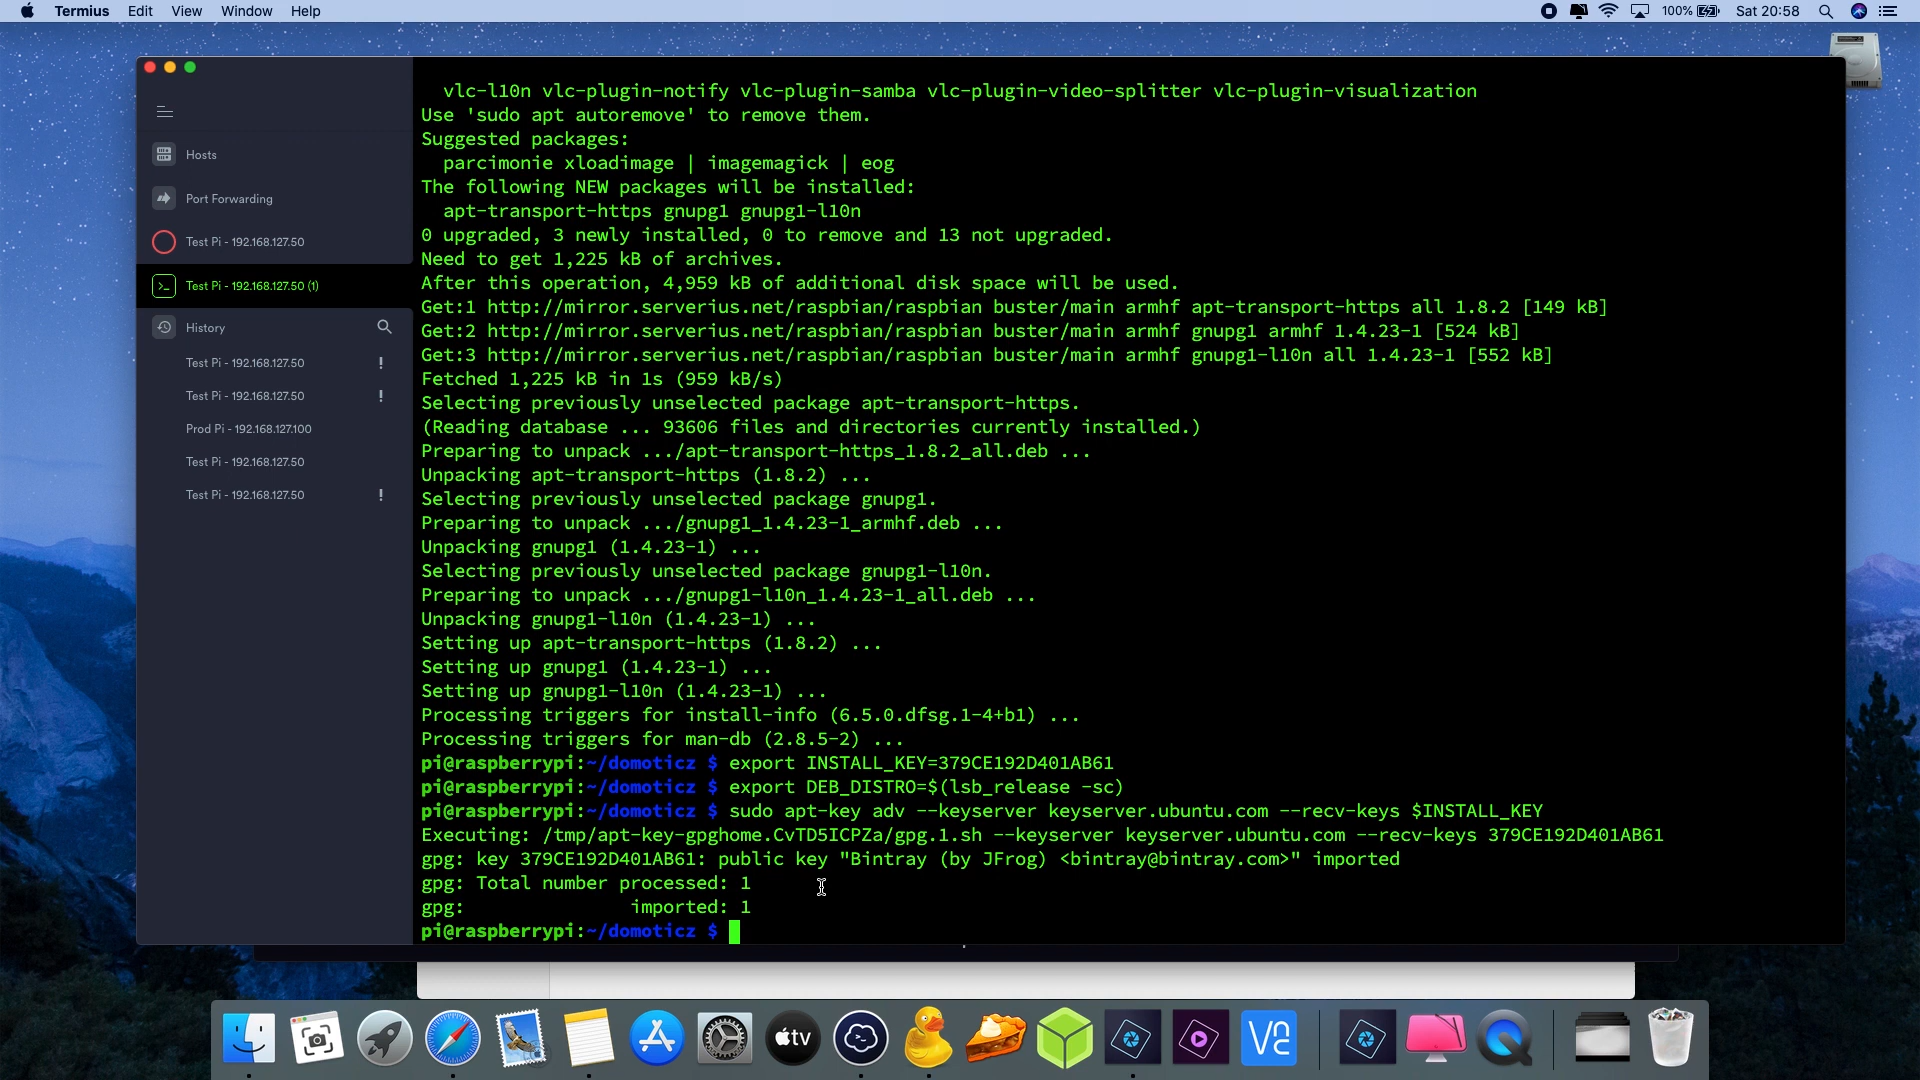 Termius Edit View Window Help 100% Sat 20:58
Hosts
Port Forwarding
Test Pi - 192.168.127.50
Test Pi - 192.168.127.50 (1)
History
Test Pi - 192.168.127.50 !
Test Pi - 192.168.127.50 !
Prod Pi - 192.168.127.100
Test Pi - 192.168.127.50
Test Pi - 192.168.127.50 !
vlc-l10n vlc-plugin-notify vlc-plugin-samba vlc-plugin-video-splitter vlc-plugin-visualization
Use 'sudo apt autoremove' to remove them.
Suggested packages:
parcimonie xloadimage | imagemagick | eog
The following NEW packages will be installed:
apt-transport-https gnupg1 gnupg1-l10n
0 upgraded, 3 newly installed, 0 to remove and 13 not upgraded.
Need to get 1,225 kB of archives.
After this operation, 4,959 kB of additional disk space will be used.
Get:1 http://mirror.serverius.net/raspbian/raspbian buster/main armhf apt-transport-https all 1.8.2 [149 kB]
Get:2 http://mirror.serverius.net/raspbian/raspbian buster/main armhf gnupg1 armhf 1.4.23-1 [524 kB]
Get:3 http://mirror.serverius.net/raspbian/raspbian buster/main armhf gnupg1-l10n all 1.4.23-1 [552 kB]
Fetched 1,225 kB in 1s (959 kB/s)
Selecting previously unselected package apt-transport-https.
(Reading database ... 93606 files and directories currently installed.)
Preparing to unpack .../apt-transport-https_1.8.2_all.deb ...
Unpacking apt-transport-https (1.8.2) ...
Selecting previously unselected package gnupg1.
Preparing to unpack .../gnupg1_1.4.23-1_armhf.deb ...
Unpacking gnupg1 (1.4.23-1) ...
Selecting previously unselected package gnupg1-l10n.
Preparing to unpack .../gnupg1-l10n_1.4.23-1_all.deb ...
Unpacking gnupg1-l10n (1.4.23-1) ...
Setting up apt-transport-https (1.8.2) ...
Setting up gnupg1 (1.4.23-1) ...
Setting up gnupg1-l10n (1.4.23-1) ...
Processing triggers for install-info (6.5.0.dfsg.1-4+b1) ...
Processing triggers for man-db (2.8.5-2) ...
pi@raspberrypi:~/domoticz $ export INSTALL_KEY=379CE192D401AB61
pi@raspberrypi:~/domoticz $ export DEB_DISTRO=$(lsb_release -sc)
pi@raspberrypi:~/domoticz $ sudo apt-key adv --keyserver keyserver.ubuntu.com --recv-keys $INSTALL_KEY
Executing: /tmp/apt-key-gpghome.CvTD5ICPZa/gpg.1.sh --keyserver keyserver.ubuntu.com --recv-keys 379CE192D401AB61
gpg: key 379CE192D401AB61: public key "Bintray (by JFrog) <bintray@bintray.com>" imported
gpg: Total number processed: 1
gpg: imported: 1
pi@raspberrypi:~/domoticz $
tv
V2